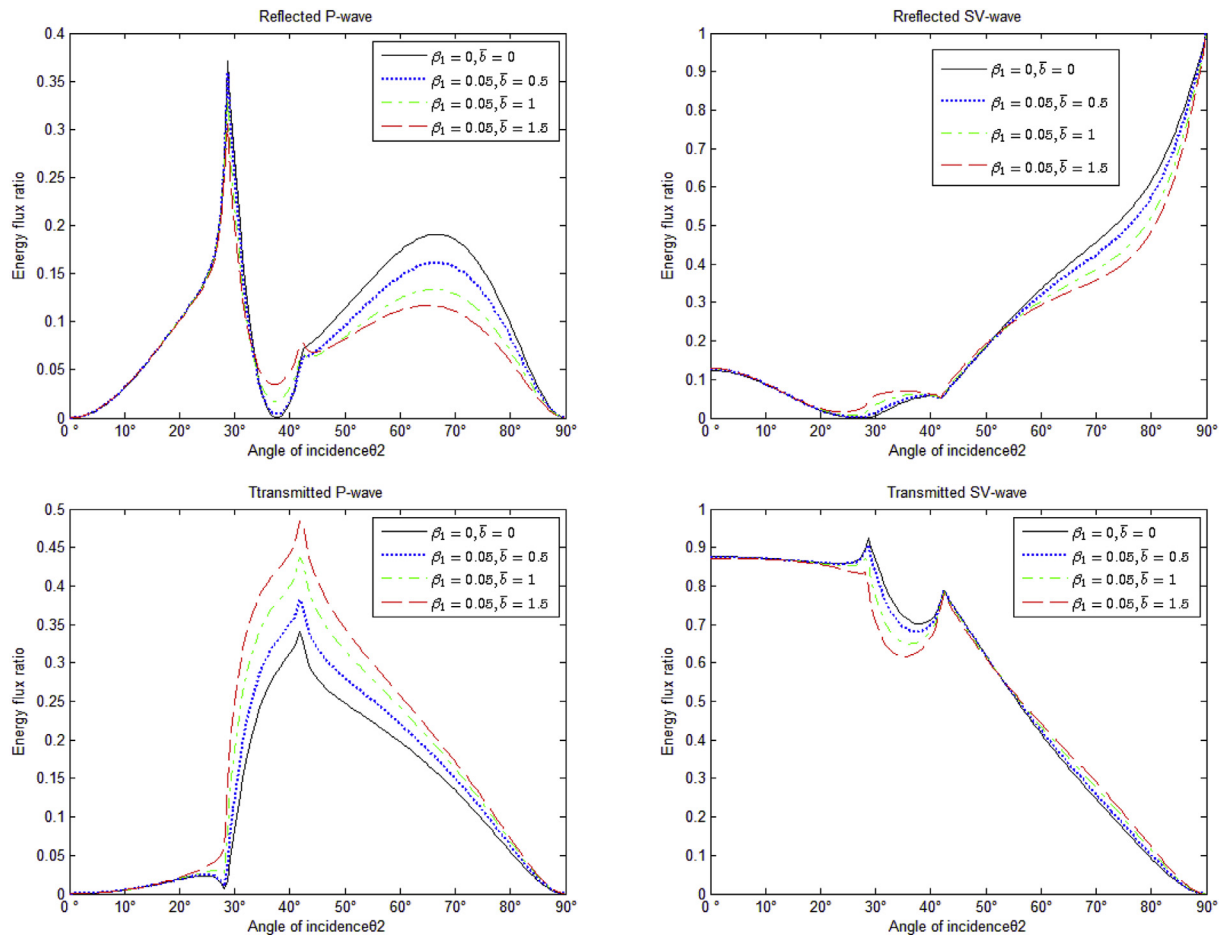 Reflected P-wave
Energy flux ratio
0.4
0.35
0.3
0.25
0.2
0.15
0.1
0.05
0
β₁ = 0, b̅ = 0
β₁ = 0.05, b̅ = 0.5
β₁ = 0.05, b̅ = 1
β₁ = 0.05, b̅ = 1.5
0 ° 10° 20° 30° 40° 50° 60° 70° 80° 90°
Angle of incidenceθ2
Rreflected SV-wave
Energy flux ratio
1
0.9
0.8
0.7
0.6
0.5
0.4
0.3
0.2
0.1
0
β₁ = 0, b̅ = 0
β₁ = 0.05, b̅ = 0.5
β₁ = 0.05, b̅ = 1
β₁ = 0.05, b̅ = 1.5
0 ° 10° 20° 30° 40° 50° 60° 70° 80° 90°
Angle of incidenceθ2
Ttransmitted P-wave
Energy flux ratio
0.5
0.45
0.4
0.35
0.3
0.25
0.2
0.15
0.1
0.05
0
β₁ = 0, b̅ = 0
β₁ = 0.05, b̅ = 0.5
β₁ = 0.05, b̅ = 1
β₁ = 0.05, b̅ = 1.5
0 ° 10° 20° 30° 40° 50° 60° 70° 80° 90°
Angle of incidenceθ2
Transmitted SV-wave
Energy flux ratio
1
0.9
0.8
0.7
0.6
0.5
0.4
0.3
0.2
0.1
0
β₁ = 0, b̅ = 0
β₁ = 0.05, b̅ = 0.5
β₁ = 0.05, b̅ = 1
β₁ = 0.05, b̅ = 1.5
0 ° 10° 20° 30° 40° 50° 60° 70° 80° 90°
Angle of incidenceθ2